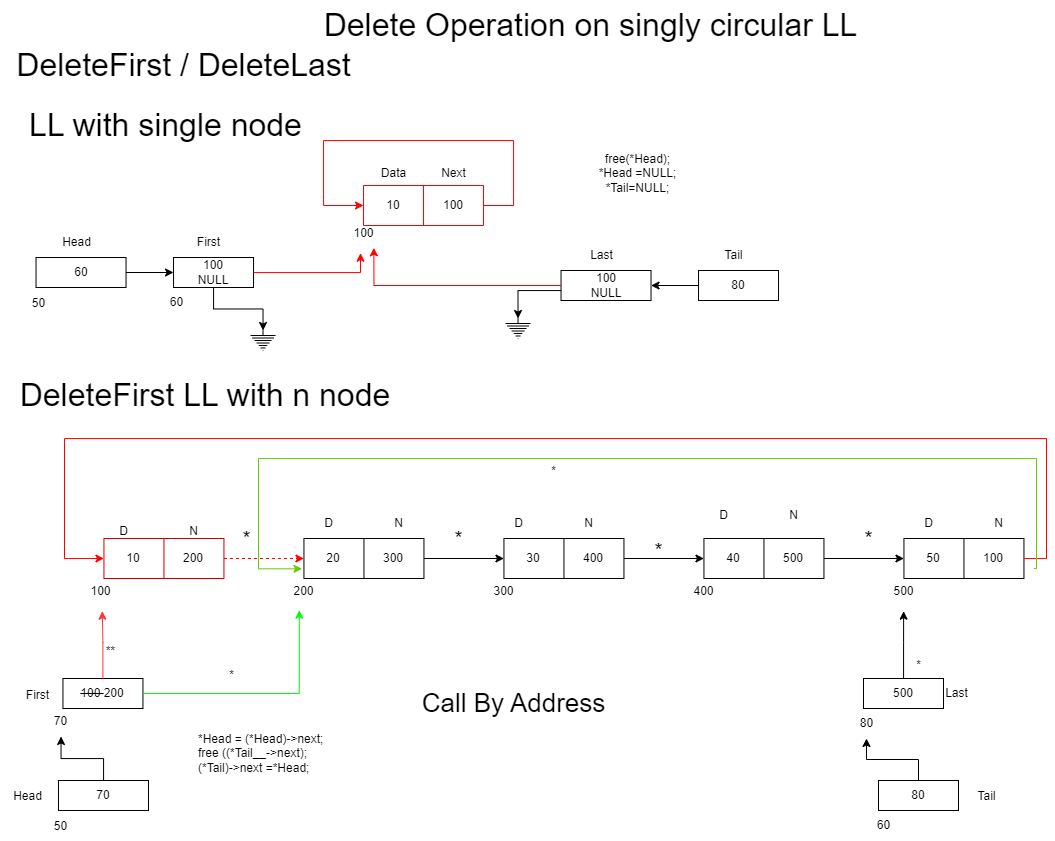 Delete Operation on singly circular LL
DeleteFirst / DeleteLast
LL with single node
free(*Head);
*Head =NULL;
*Tail=NULL;
Data Next
10 100
100
Head First
60 100
NULL
50 60
Last Tail
100
NULL
80
DeleteFirst LL with n node
*
D N * D N * D N * D N * D N
10 200 20 300 30 400 40 500 50 100
100 200 300 400 500
** * *
First 100 200 500 Last
70 80
Call By Address
*Head = (*Head)->next;
free ((*Tail__->next);
(*Tail)->next =*Head;
Head 70 80 Tail
50 60